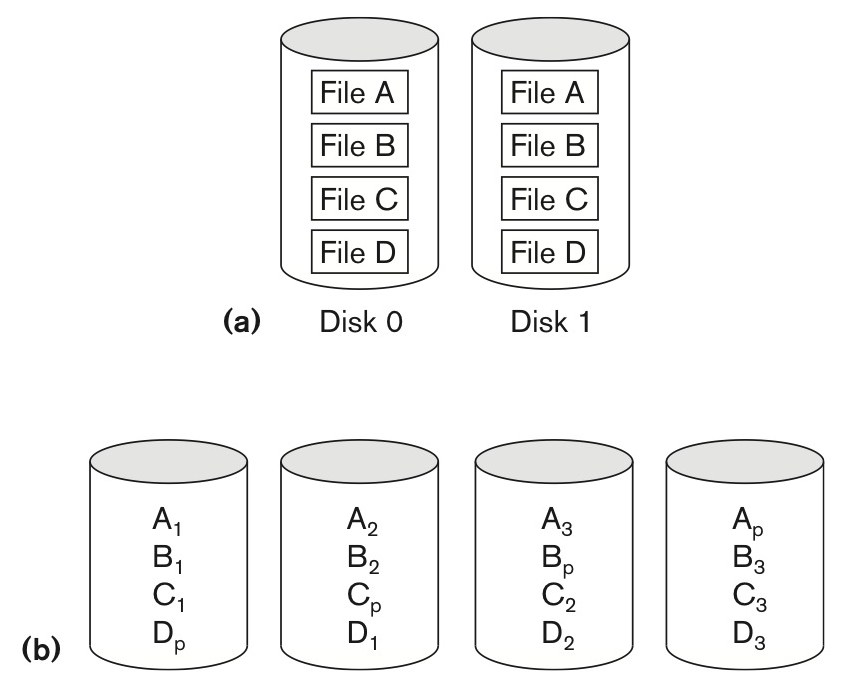 File A File A
File B File B
File C File C
File D File D
(a) Disk 0 Disk 1
A₁ A₂ A₃ Aₚ
B₁ B₂ Bₚ B₃
C₁ Cₚ C₂ C₃
(b) Dₚ D₁ D₂ D₃